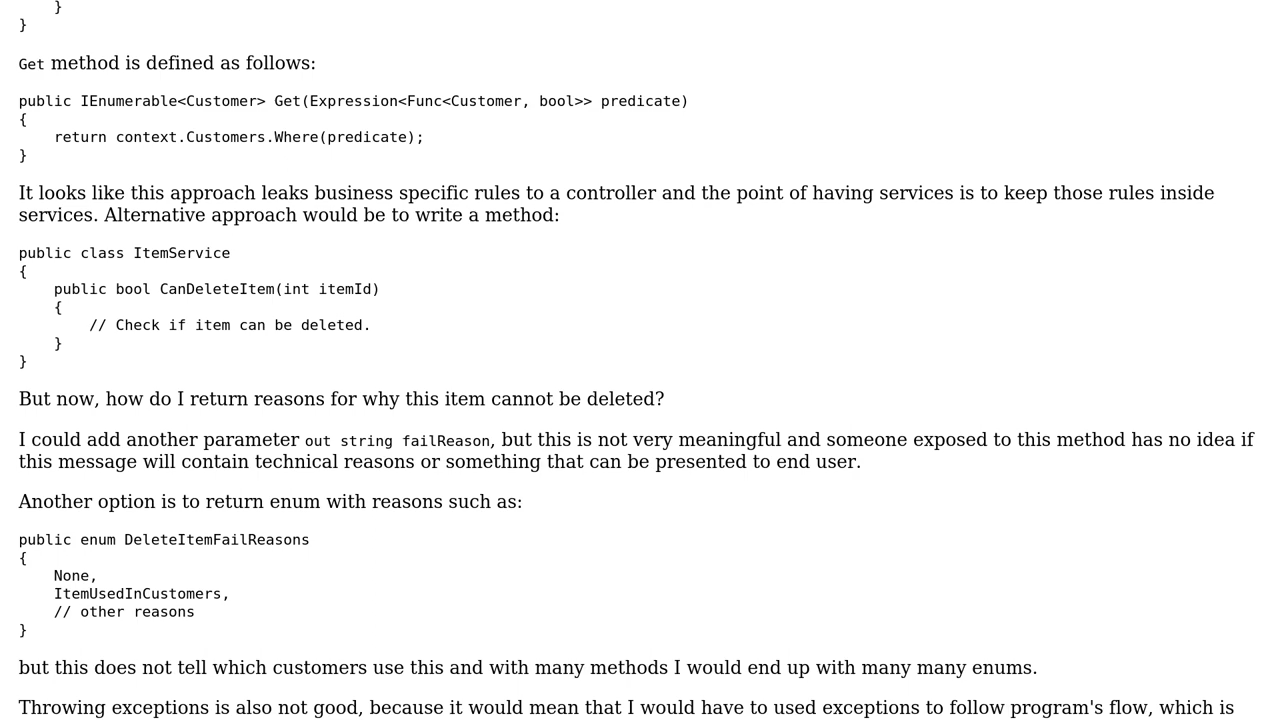 }
}
Get method is defined as follows:
public IEnumerable<Customer> Get(Expression<Func<Customer, bool>> predicate)
{
    return context.Customers.Where(predicate);
}
It looks like this approach leaks business specific rules to a controller and the point of having services is to keep those rules inside
services. Alternative approach would be to write a method:
public class ItemService
{
    public bool CanDeleteItem(int itemId)
    {
        // Check if item can be deleted.
    }
}
But now, how do I return reasons for why this item cannot be deleted?
I could add another parameter out string failReason, but this is not very meaningful and someone exposed to this method has no idea if
this message will contain technical reasons or something that can be presented to end user.
Another option is to return enum with reasons such as:
public enum DeleteItemFailReasons
{
    None,
    ItemUsedInCustomers,
    // other reasons
}
but this does not tell which customers use this and with many methods I would end up with many many enums.
Throwing exceptions is also not good, because it would mean that I would have to used exceptions to follow program's flow, which is